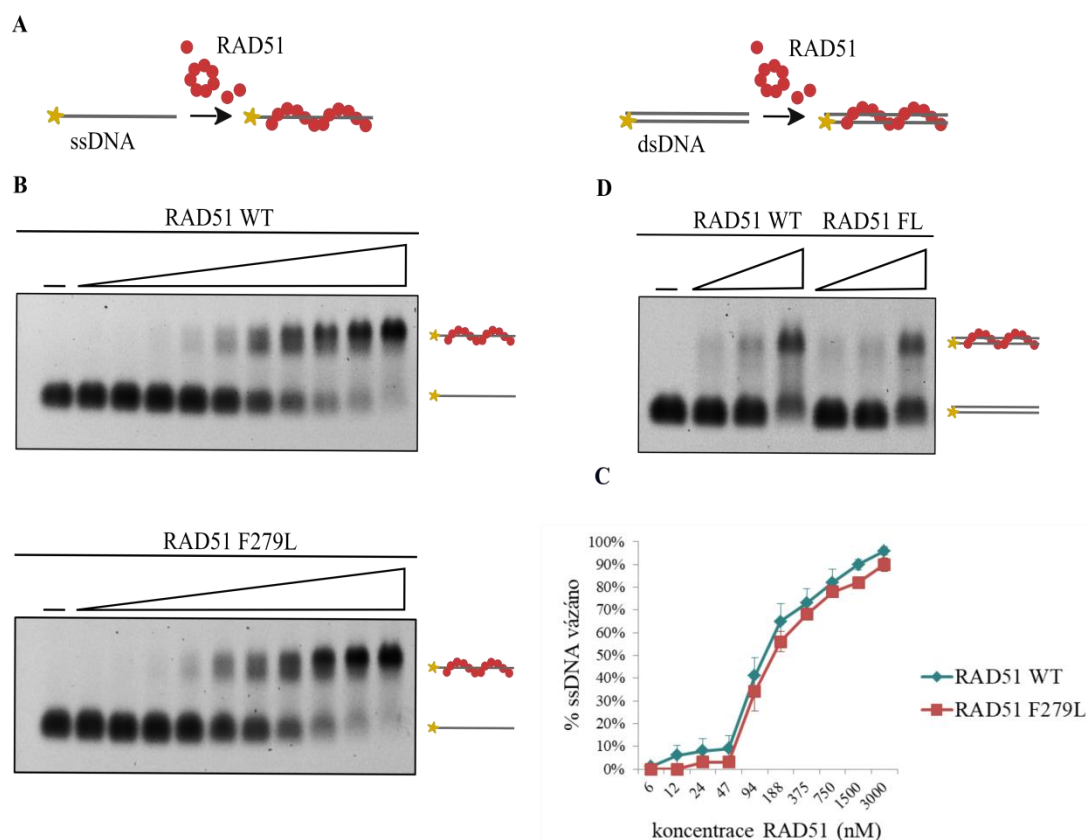 A
RAD51
ssDNA
RAD51
dsDNA
B
RAD51 WT
D
RAD51 WT
RAD51 FL
RAD51 F279L
C
100%
90%
80%
70%
60%
50%
40%
30%
20%
10%
0%
% ssDNA vázáno
6
12
24
47
94
188
375
750
1500
3000
koncentrace RAD51 (nM)
RAD51 WT
RAD51 F279L